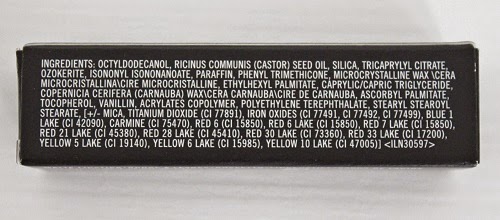 INGREDIENTS: OCTYLDODECANOL, RICINUS COMMUNIS (CASTOR) SEED OIL, SILICA, TRICAPRYLYL CITRATE,
OZOKERITE, ISONONYL ISONONANOATE, PARAFFIN, PHENYL TRIMETHICONE, MICROCRYSTALLINE WAX \CERA
MICROCRISTALLINA\CIRE MICROCRISTALLINE, ETHYLHEXYL PALMITATE, CAPRYLIC/CAPRIC TRIGLYCERIDE,
COPERNICIA CERIFERA (CARNAUBA) WAX\CERA CARNAUBA\CIRE DE CARNAUBA, ASCORBYL PALMITATE,
TOCOPHEROL, VANILLIN, ACRYLATES COPOLYMER, POLYETHYLENE TEREPHTHALATE, STEARYL STEAROYL
STEARATE, [+/- MICA, TITANIUM DIOXIDE (CI 77891), IRON OXIDES (CI 77491, CI 77492, CI 77499), BLUE 1
LAKE (CI 42090), CARMINE (CI 75470), RED 6 (CI 15850), RED 6 LAKE (CI 15850), RED 7 LAKE (CI 15850),
RED 21 LAKE (CI 45380), RED 28 LAKE (CI 45410), RED 30 LAKE (CI 73360), RED 33 LAKE (CI 17200),
YELLOW 5 LAKE (CI 19140), YELLOW 6 LAKE (CI 15985), YELLOW 10 LAKE (CI 47005)] <ILN30597>